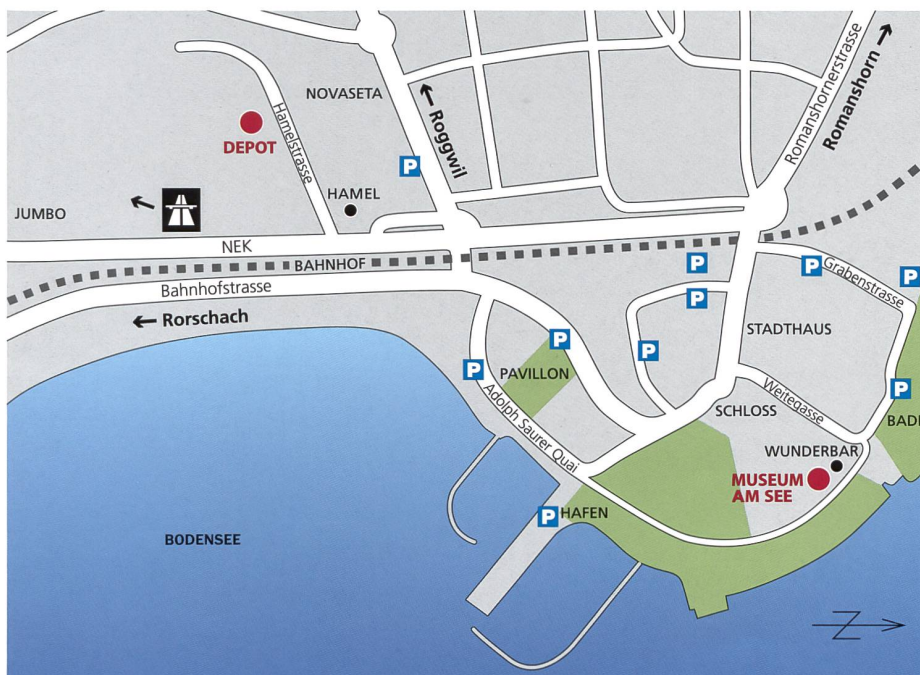 NOVASETA
Hamelstrasse
DEPOT
Roggwil
Romanshornerstrasse
Romanshorn
P
HAMEL
JUMBO
NEK
BAHNHOF
Bahnhofstrasse
Rorschach
P
P
P
P
Grabenstrasse
P
STADTHAUS
P
P
P
PAVILLON
P
Adolph Saurer Quai
SCHLOSS
Weitegasse
WUNDERBAR
MUSEUM
AM SEE
P
HAFEN
BODENSEE